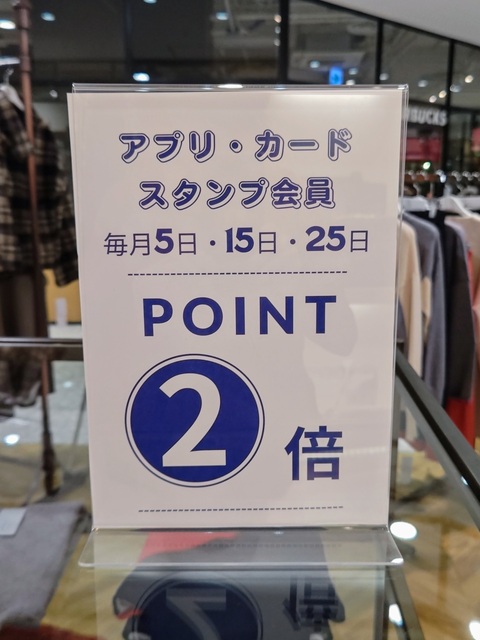 アプリ・カード
スタンプ会員
毎月5日・15日・25日
POINT
2倍